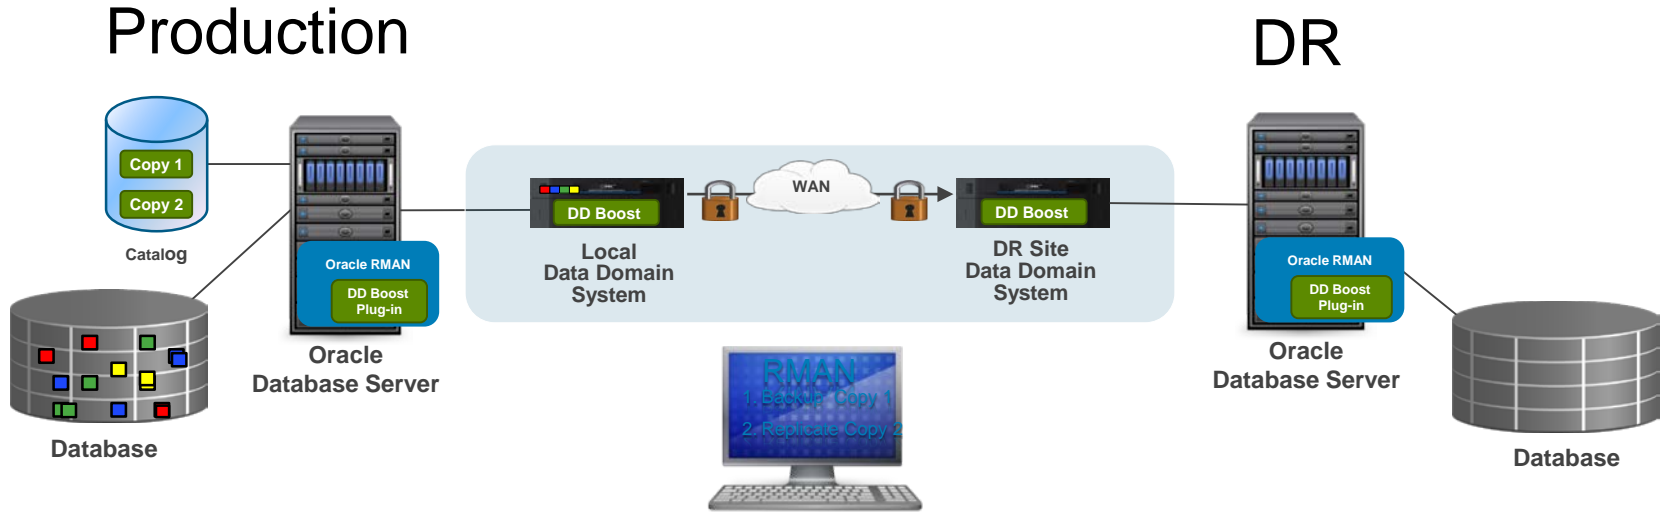 Production
DR
Copy 1
Copy 2
Catalog
Oracle RMAN
DD Boost
Plug-in
Oracle
Database Server
Database
DD Boost
Local
Data Domain
System
WAN
DD Boost
DR Site
Data Domain
System
RMAN
1. Backup Copy 1
2. Replicate Copy 2
Oracle RMAN
DD Boost
Plug-in
Oracle
Database Server
Database